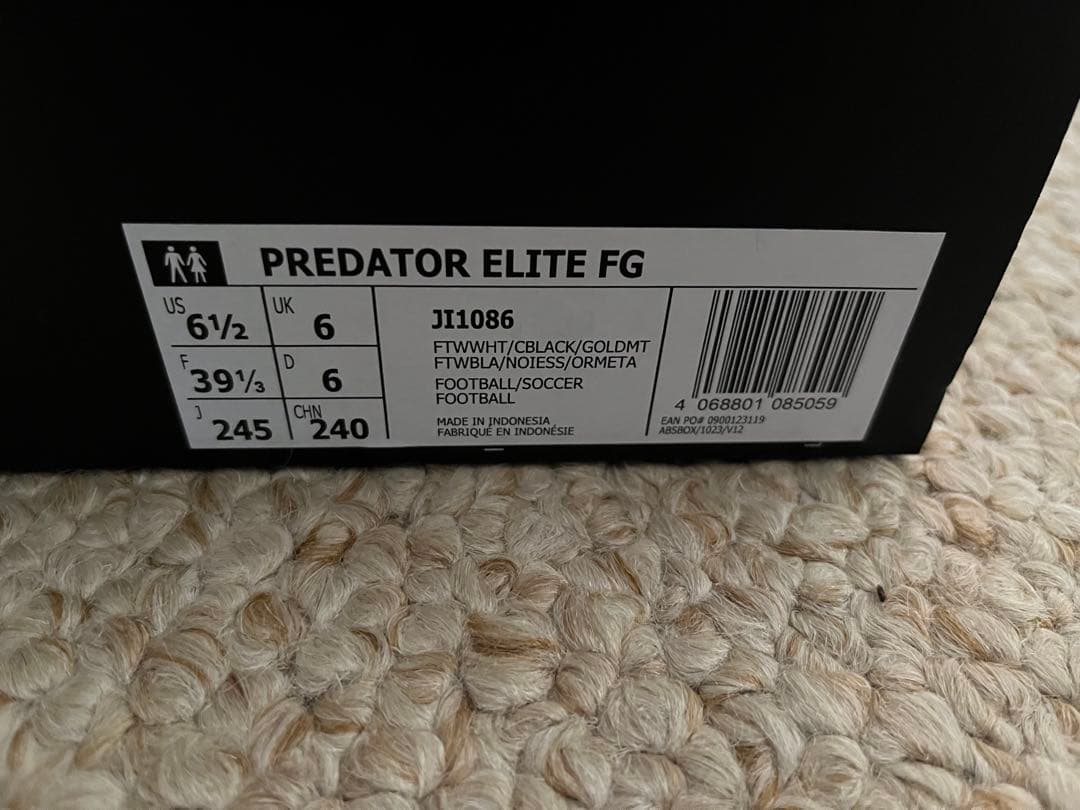 PREDATOR ELITE FG
US 6½ UK 6
F 39⅓ D 6
J 245 CHN 240
JI1086
FTWWHT/CBLACK/GOLDMT
FTWBLA/NOIESS/ORMETA
FOOTBALL/SOCCER
FOOTBALL
MADE IN INDONESIA
FABRIQUÉ EN INDONÉSIE
4 068801 085059
EAN PO# 0900123119
ABSBOX/1023/V12